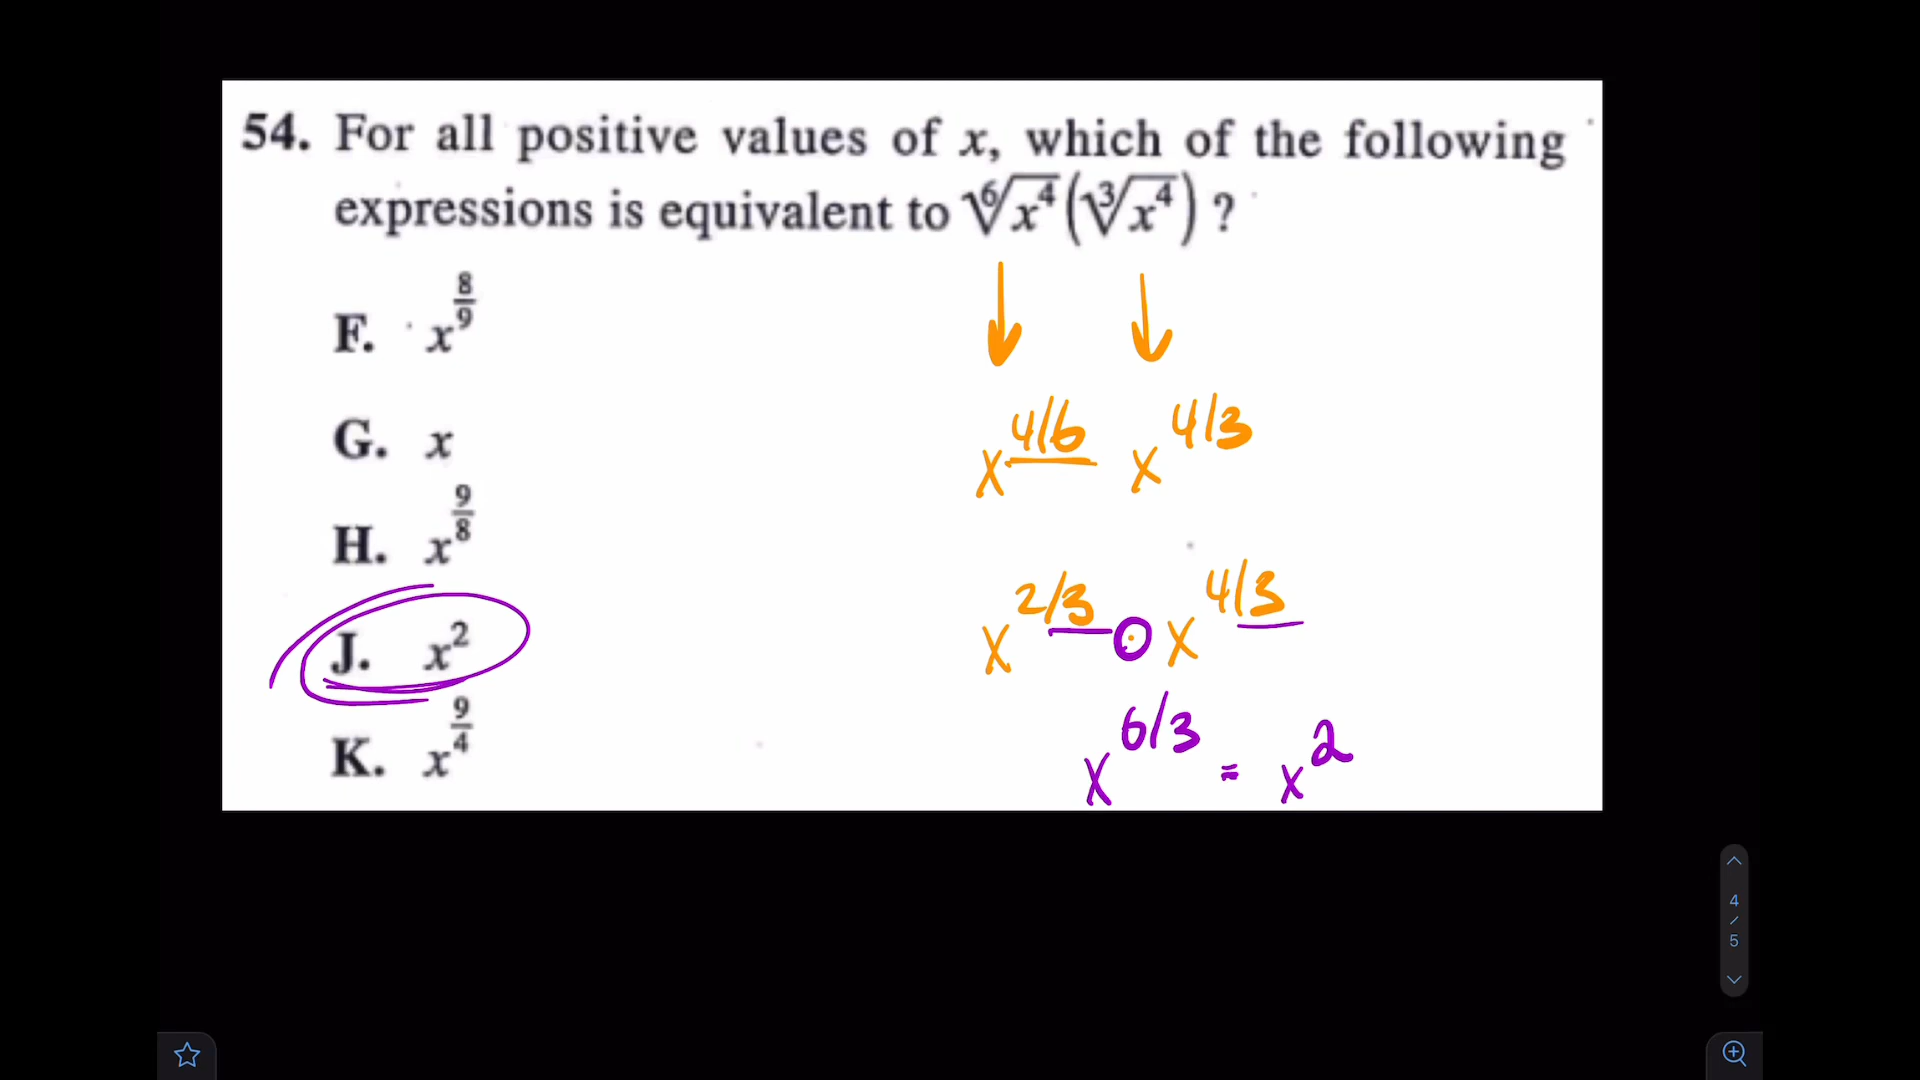 54. For all positive values of x, which of the following
expressions is equivalent to ⁶√x⁴(³√x⁴) ?
F. x^(8/9)
G. x
H. x^(9/8)
J. x²
K. x^(9/4)
x^4/6 x^4/3
x^2/3 · x^4/3
x^6/3 = x^2
4
/
5